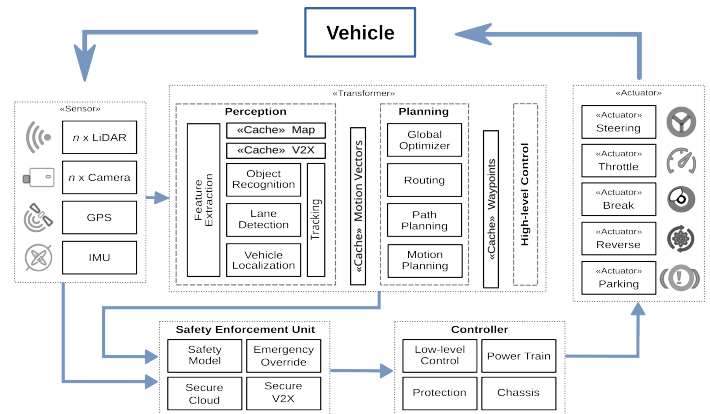 Vehicle
«Sensor»
n x LiDAR
n x Camera
GPS
IMU
«Transformer»
Perception
Feature
Extraction
«Cache» Map
«Cache» V2X
Object
Recognition
Lane
Detection
Vehicle
Localization
Tracking
«Cache» Motion Vectors
Planning
Global
Optimizer
Routing
Path
Planning
Motion
Planning
«Cache» Waypoints
High-level Control
«Actuator»
«Actuator»
Steering
«Actuator»
Throttle
«Actuator»
Break
«Actuator»
Reverse
«Actuator»
Parking
Safety Enforcement Unit
Safety
Model
Emergency
Override
Secure
Cloud
Secure
V2X
Controller
Low-level
Control
Power Train
Protection
Chassis